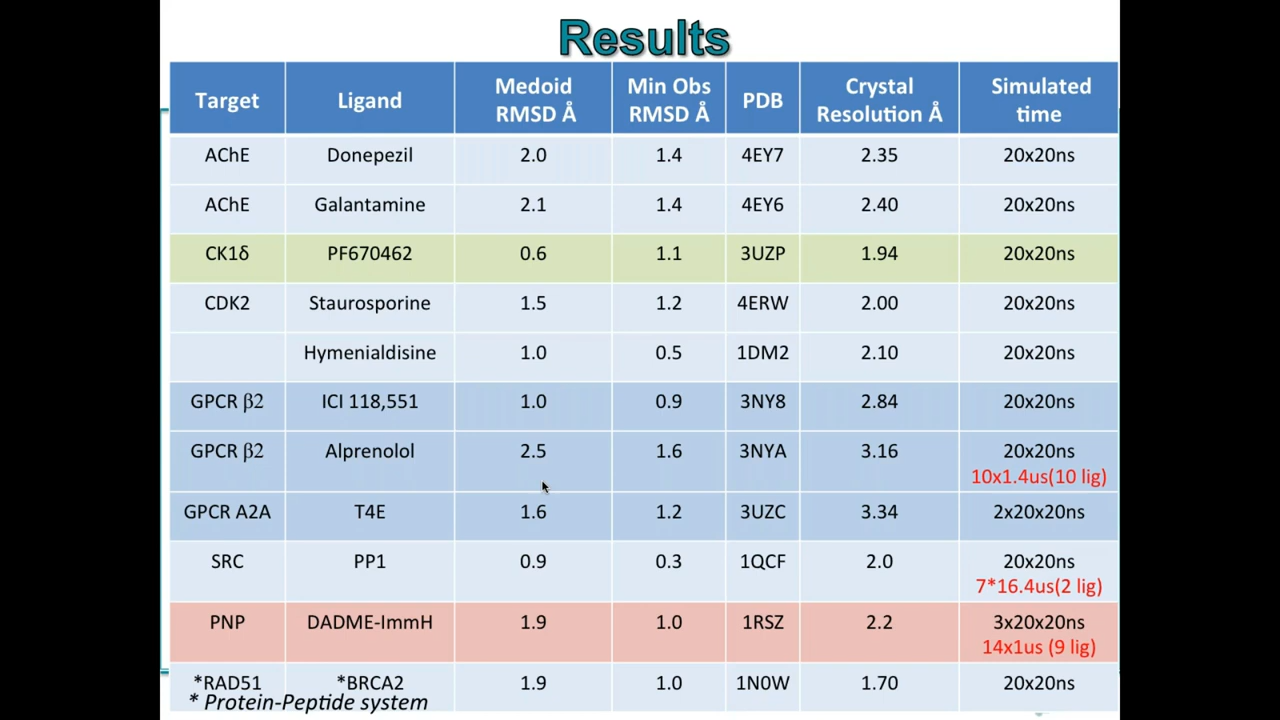 Results
Target Ligand Medoid RMSD Å Min Obs RMSD Å PDB Crystal Resolution Å Simulated time
AChE Donepezil 2.0 1.4 4EY7 2.35 20x20ns
AChE Galantamine 2.1 1.4 4EY6 2.40 20x20ns
CK1δ PF670462 0.6 1.1 3UZP 1.94 20x20ns
CDK2 Staurosporine 1.5 1.2 4ERW 2.00 20x20ns
Hymenialdisine 1.0 0.5 1DM2 2.10 20x20ns
GPCR β2 ICI 118,551 1.0 0.9 3NY8 2.84 20x20ns
GPCR β2 Alprenolol 2.5 1.6 3NYA 3.16 20x20ns
10x1.4us(10 lig)
GPCR A2A T4E 1.6 1.2 3UZC 3.34 2x20x20ns
SRC PP1 0.9 0.3 1QCF 2.0 20x20ns
7*16.4us(2 lig)
PNP DADME-ImmH 1.9 1.0 1RSZ 2.2 3x20x20ns
14x1us (9 lig)
*RAD51 *BRCA2 1.9 1.0 1N0W 1.70 20x20ns
* Protein-Peptide system